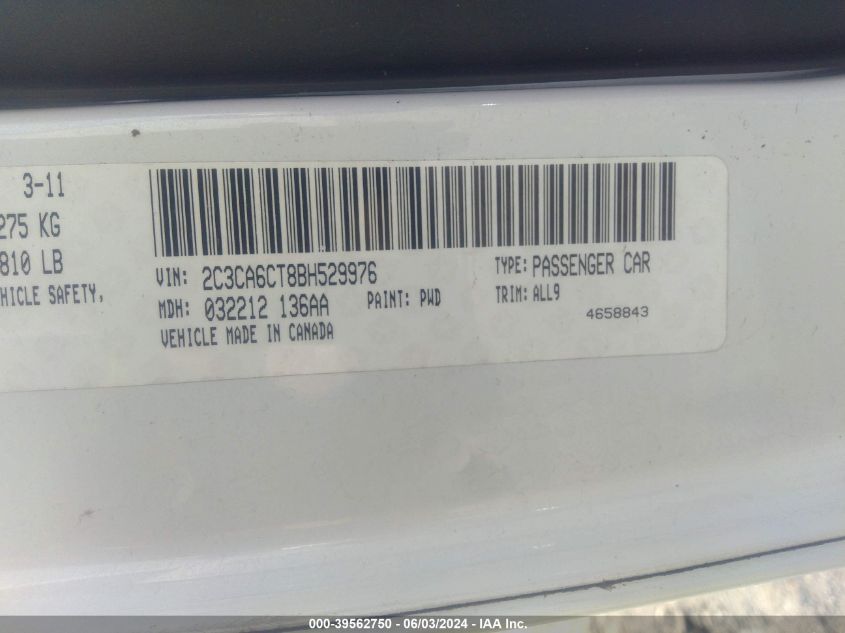 3-11
275 KG
810 LB
HICLE SAFETY,
VIN: 2C3CA6CT8BH529976
TYPE: PASSENGER CAR
MDH: 032212 136AA
PAINT: PWD
TRIM: ALL9
4658843
VEHICLE MADE IN CANADA
000-39562750 - 06/03/2024 - IAA Inc.